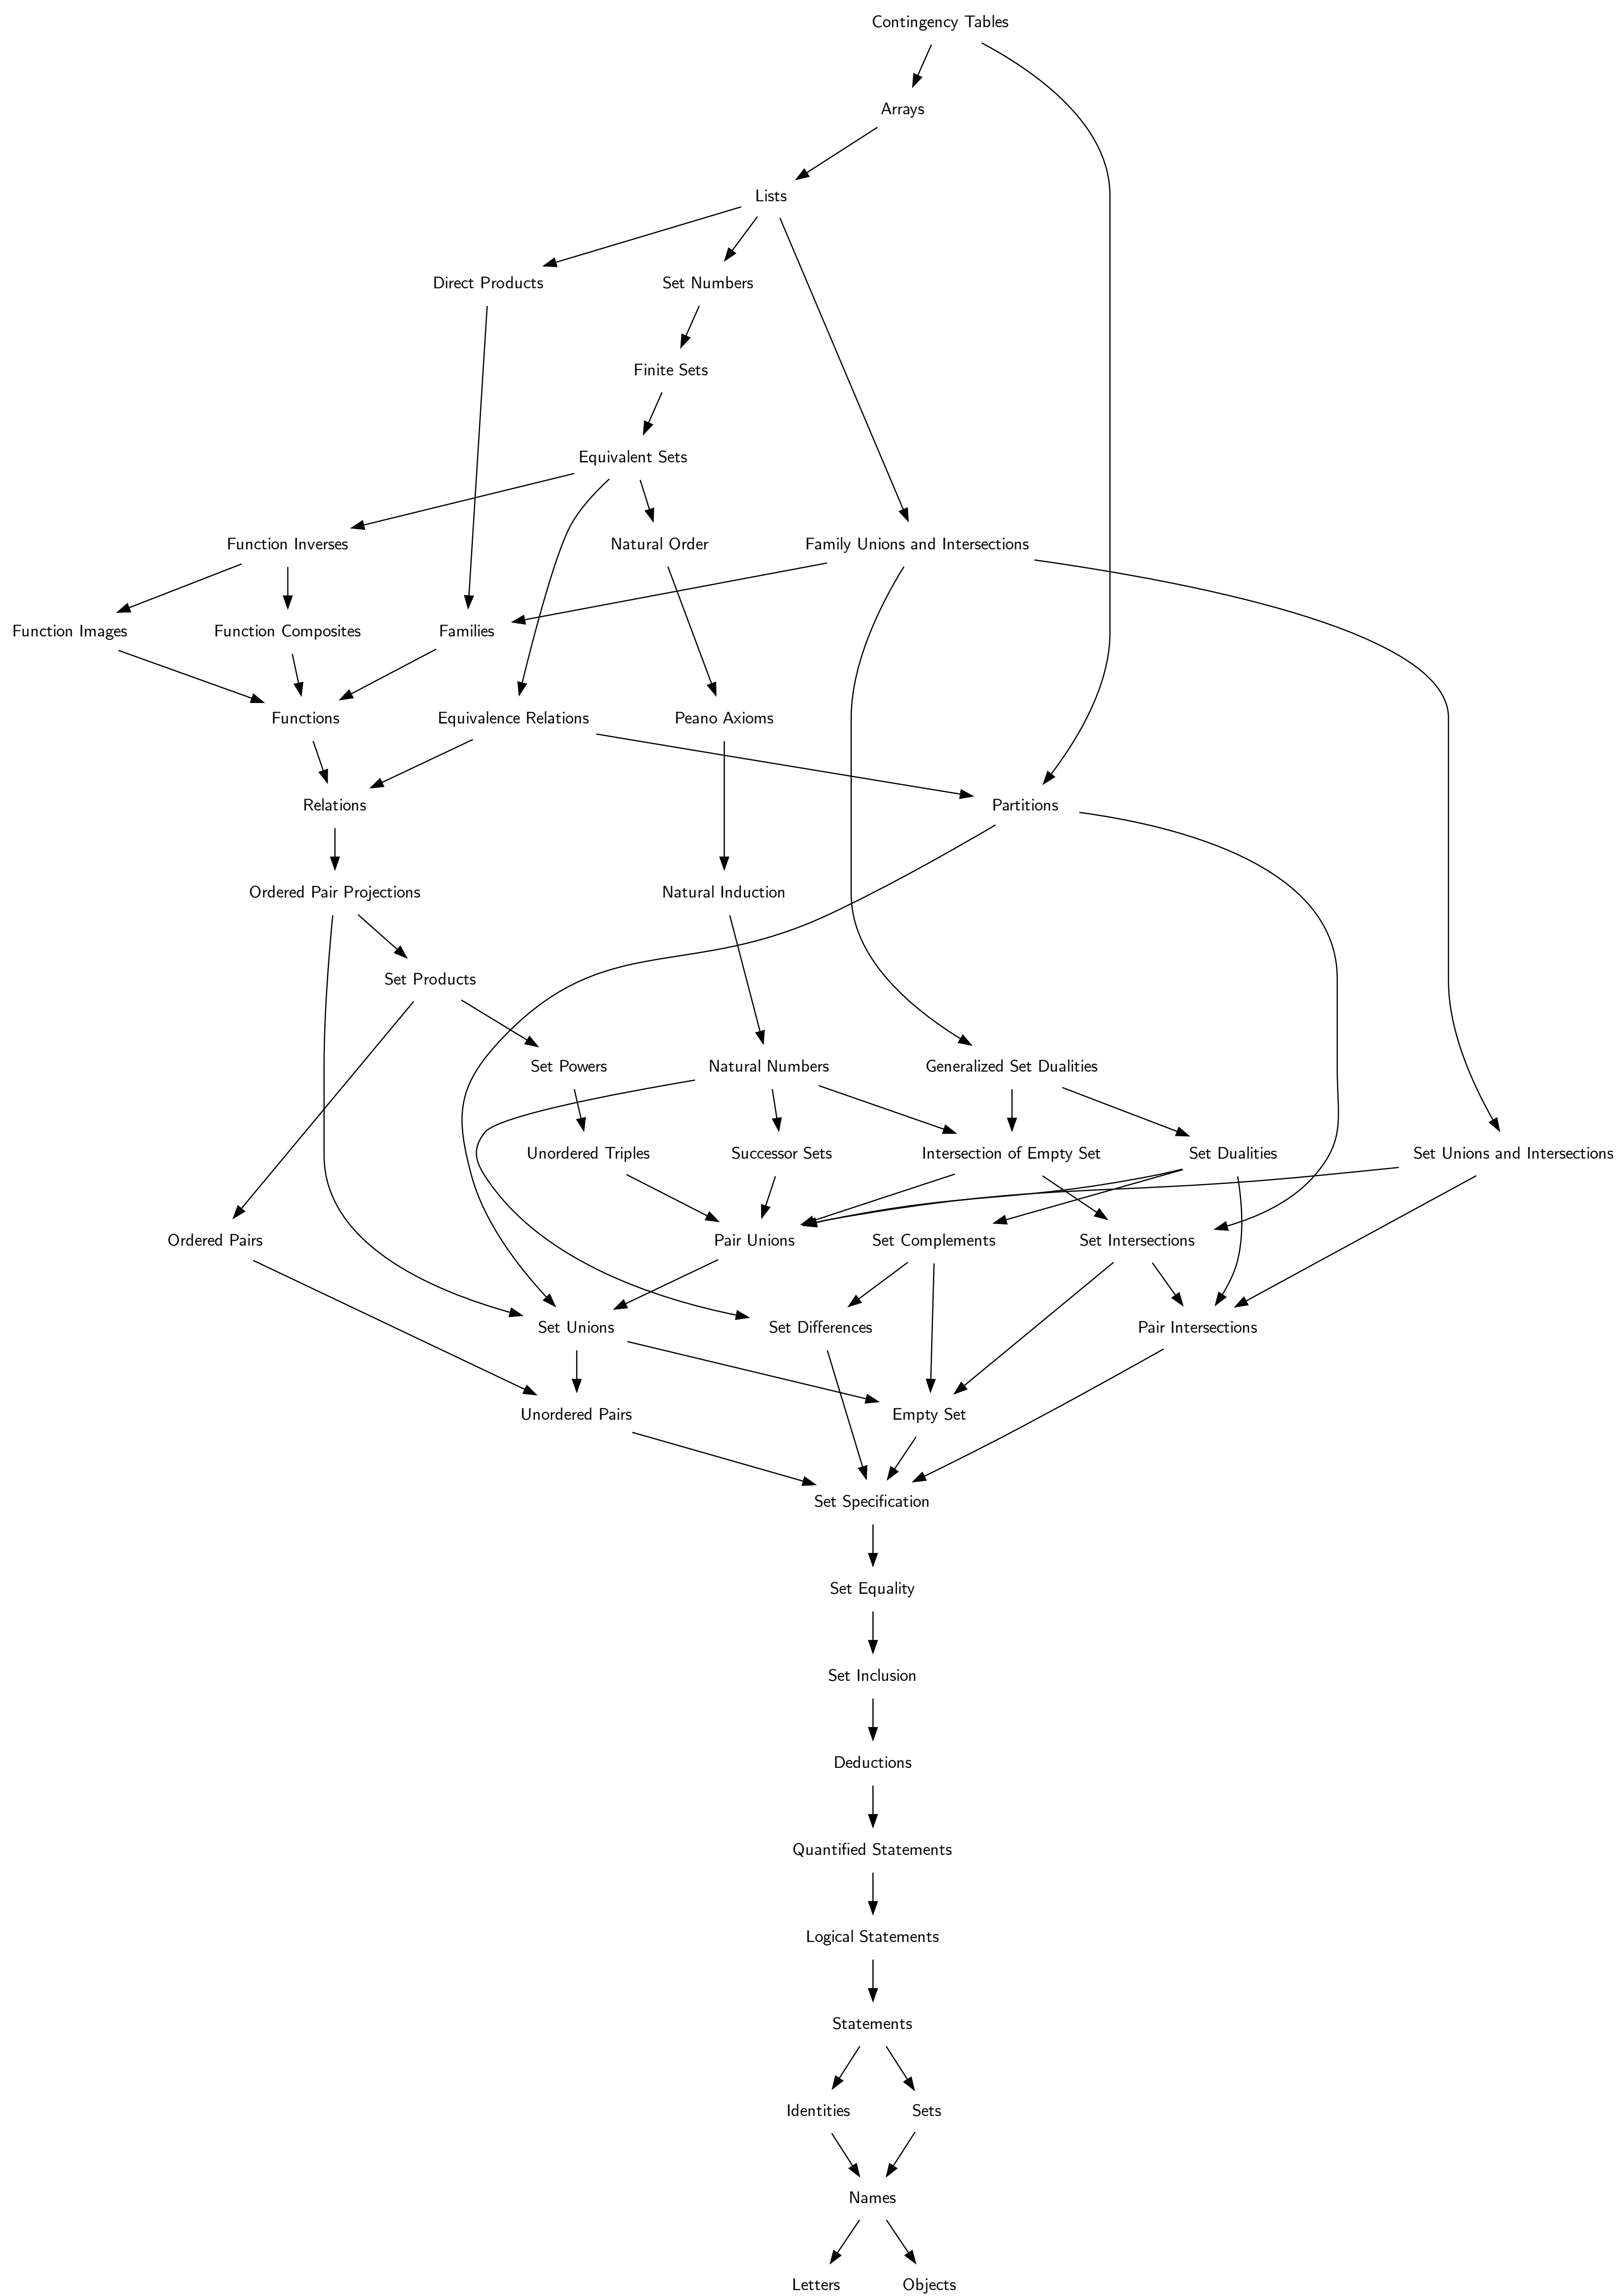 Contingency Tables
Arrays
Lists
Direct Products
Set Numbers
Finite Sets
Equivalent Sets
Function Inverses
Natural Order
Family Unions and Intersections
Function Images
Function Composites
Families
Functions
Equivalence Relations
Peano Axioms
Relations
Partitions
Ordered Pair Projections
Natural Induction
Set Products
Set Powers
Natural Numbers
Generalized Set Dualities
Unordered Triples
Successor Sets
Intersection of Empty Set
Set Dualities
Set Unions and Intersections
Ordered Pairs
Pair Unions
Set Complements
Set Intersections
Set Unions
Set Differences
Pair Intersections
Unordered Pairs
Empty Set
Set Specification
Set Equality
Set Inclusion
Deductions
Quantified Statements
Logical Statements
Statements
Identities
Sets
Names
Letters
Objects